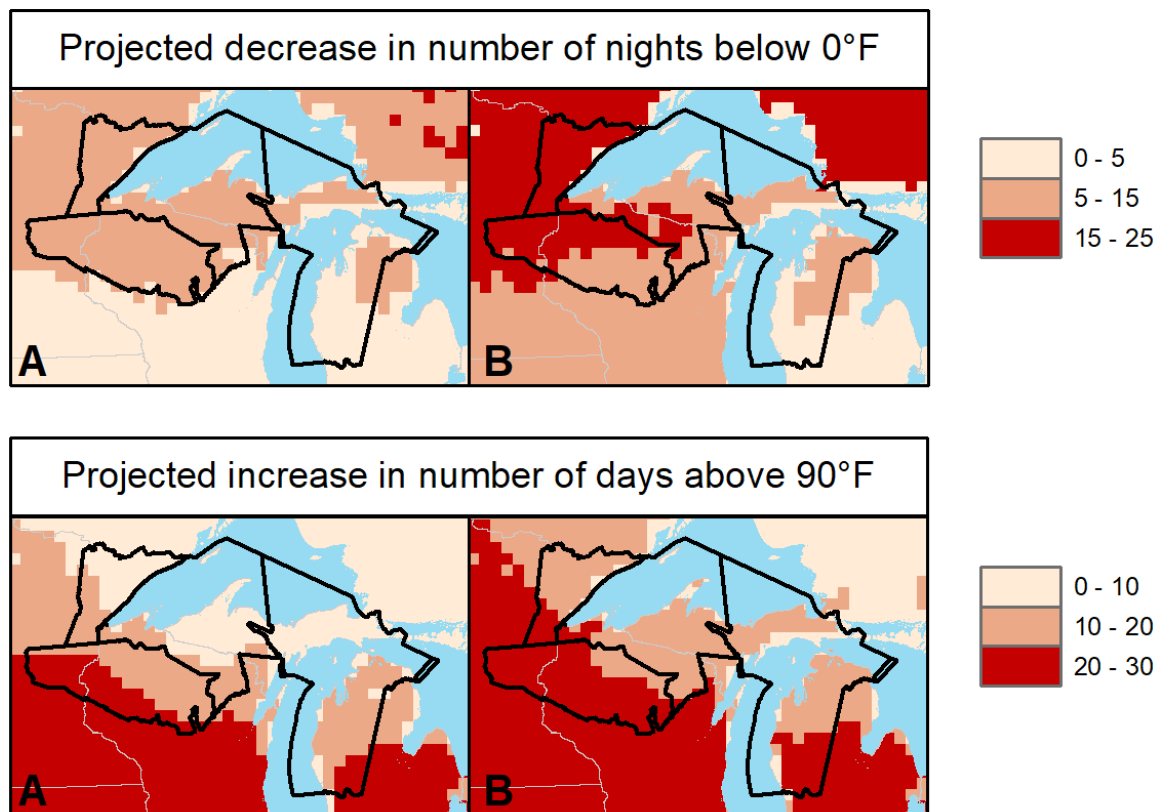 Projected decrease in number of nights below 0°F
A
B
0 - 5
5 - 15
15 - 25
Projected increase in number of days above 90°F
A
B
0 - 10
10 - 20
20 - 30